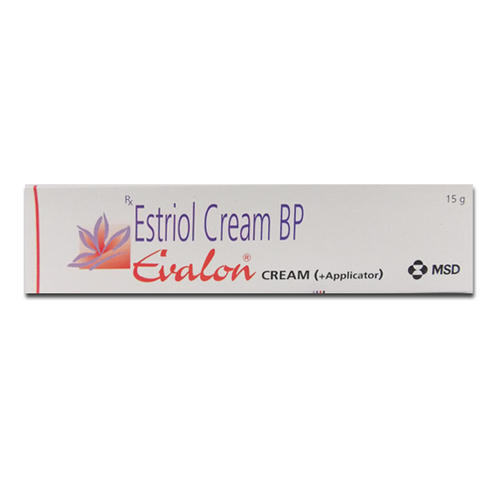 15 g
Rx Estriol Cream BP
Evalon® CREAM (+Applicator)
MSD